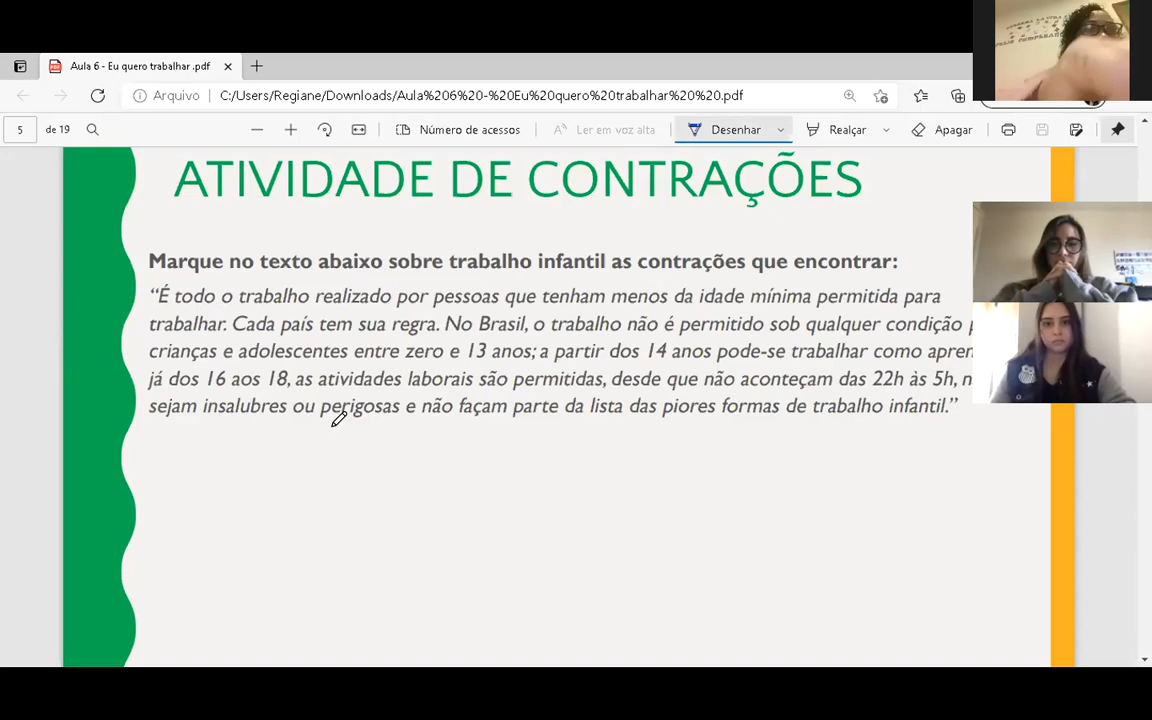 Aula 6 - Eu quero trabalhar .pdf
Arquivo C:/Users/Regiane/Downloads/Aula%206%20-%20Eu%20quero%20trabalhar%20%20.pdf
5 de 19 Número de acessos Ler em voz alta Desenhar Realçar Apagar
ATIVIDADE DE CONTRAÇÕES
Marque no texto abaixo sobre trabalho infantil as contrações que encontrar:
“É todo o trabalho realizado por pessoas que tenham menos da idade mínima permitida para
trabalhar. Cada país tem sua regra. No Brasil, o trabalho não é permitido sob qualquer condição
crianças e adolescentes entre zero e 13 anos; a partir dos 14 anos pode-se trabalhar como apren
já dos 16 aos 18, as atividades laborais são permitidas, desde que não aconteçam das 22h às 5h,
sejam insalubres ou perigosas e não façam parte da lista das piores formas de trabalho infantil.”